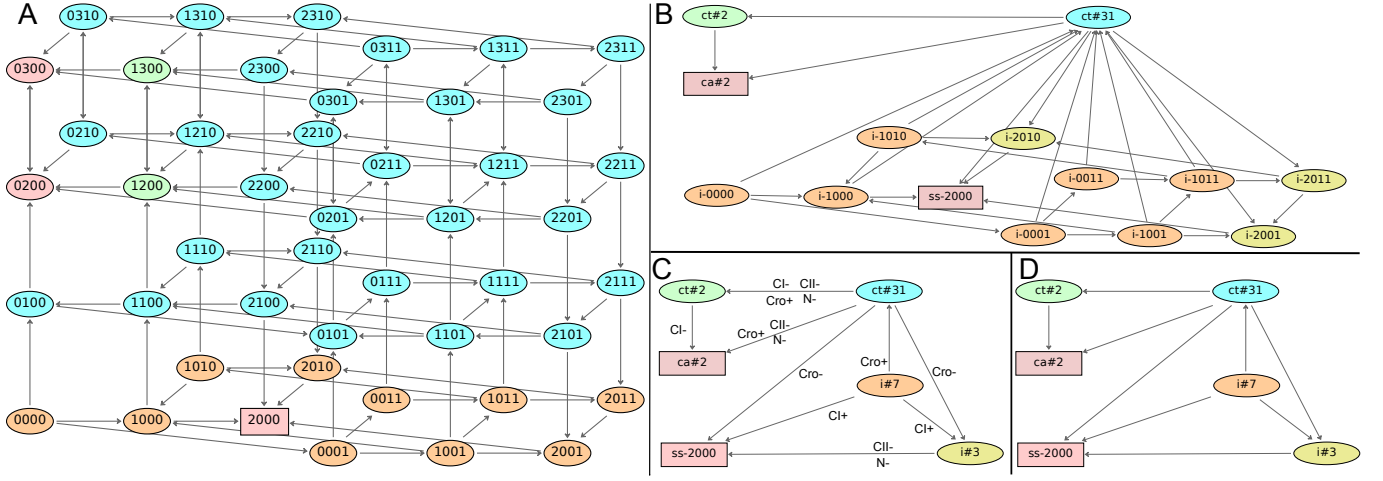 A
0310
1310
2310
0311
1311
2311
0300
1300
2300
0301
1301
2301
0210
1210
2210
0211
1211
2211
0200
1200
2200
0201
1201
2201
1110
2110
0111
1111
2111
0100
1100
2100
0101
1101
2101
1010
2010
0011
1011
2011
0000
1000
2000
0001
1001
2001
B
ct#2
ct#31
ca#2
i-1010
i-2010
i-0011
i-1011
i-2011
i-0000
i-1000
ss-2000
i-0001
i-1001
i-2001
C
ct#2
CI- CII-
Cro+ N-
ct#31
CI-
Cro+ CII-
N-
ca#2
Cro-
Cro+
Cro-
i#7
CI+
CI+
ss-2000
CII-
N-
i#3
D
ct#2
ct#31
ca#2
i#7
ss-2000
i#3